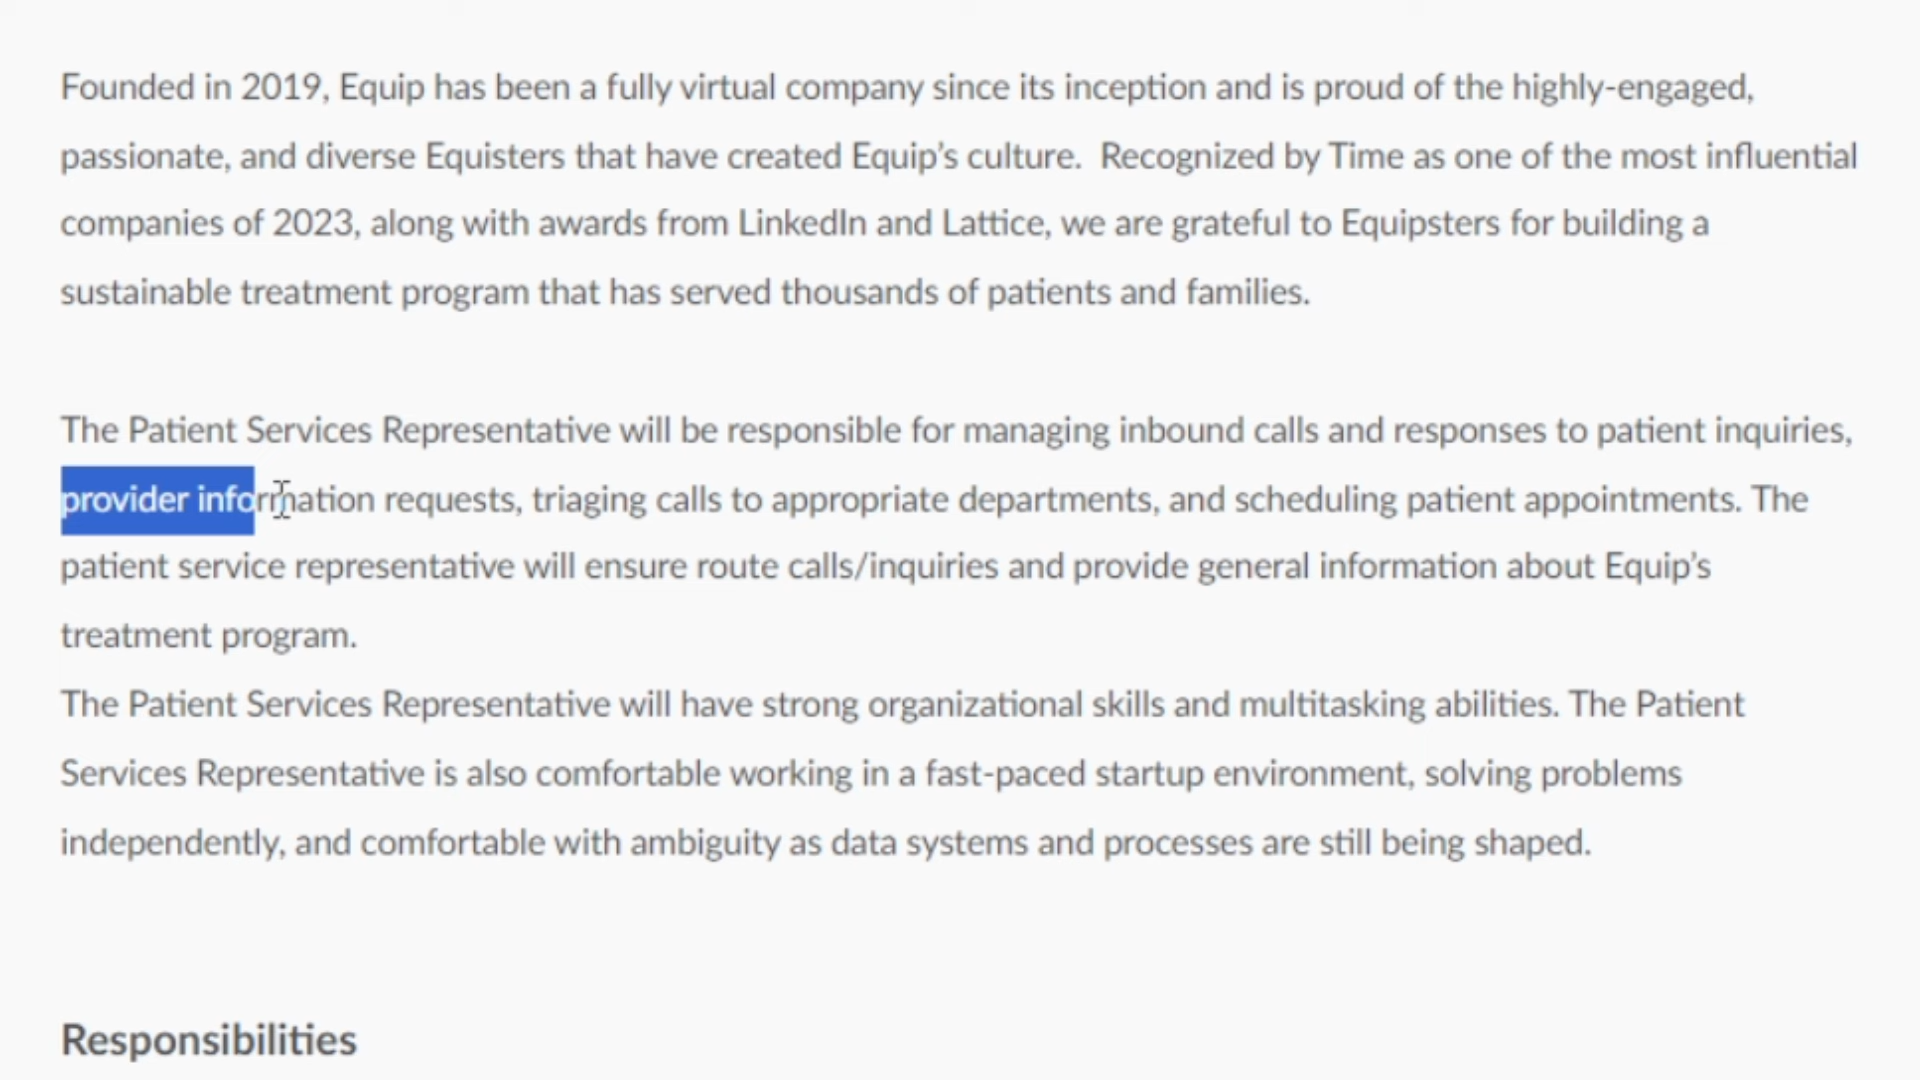 Founded in 2019, Equip has been a fully virtual company since its inception and is proud of the highly-engaged,
passionate, and diverse Equisters that have created Equip’s culture.  Recognized by Time as one of the most influential
companies of 2023, along with awards from LinkedIn and Lattice, we are grateful to Equipsters for building a
sustainable treatment program that has served thousands of patients and families.
The Patient Services Representative will be responsible for managing inbound calls and responses to patient inquiries,
provider information requests, triaging calls to appropriate departments, and scheduling patient appointments. The
patient service representative will ensure route calls/inquiries and provide general information about Equip’s
treatment program.
The Patient Services Representative will have strong organizational skills and multitasking abilities. The Patient
Services Representative is also comfortable working in a fast-paced startup environment, solving problems
independently, and comfortable with ambiguity as data systems and processes are still being shaped.
Responsibilities